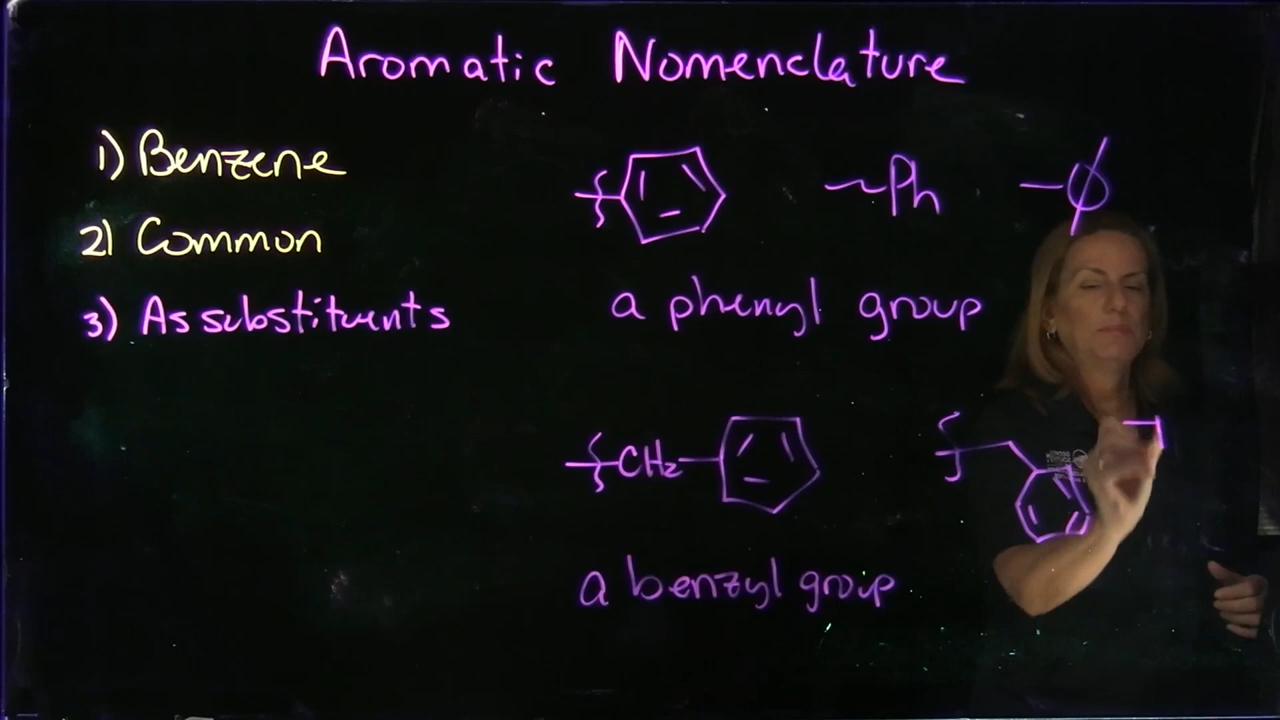 Aromatic Nomenclature
1) Benzene
2) Common
3) As substituents
Ph
a phenyl group
CH₂
a benzyl group